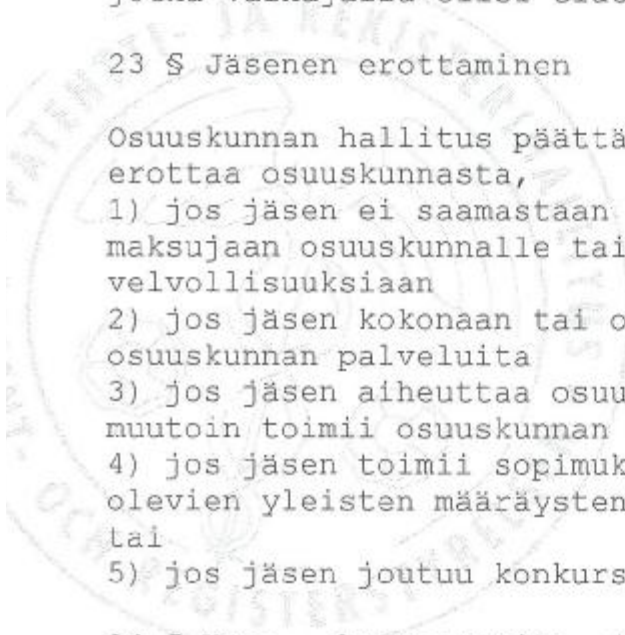 23 § Jäsenen erottaminen
Osuuskunnan hallitus päättä
erottaa osuuskunnasta,
1) jos jäsen ei saamastaan
maksujaan osuuskunnalle tai
velvollisuuksiaan
2) jos jäsen kokonaan tai o
osuuskunnan palveluita
3) jos jäsen aiheuttaa osuu
muutoin toimii osuuskunnan
4) jos jäsen toimii sopimuk
olevien yleisten määräysten
tai
5) jos jäsen joutuu konkurs